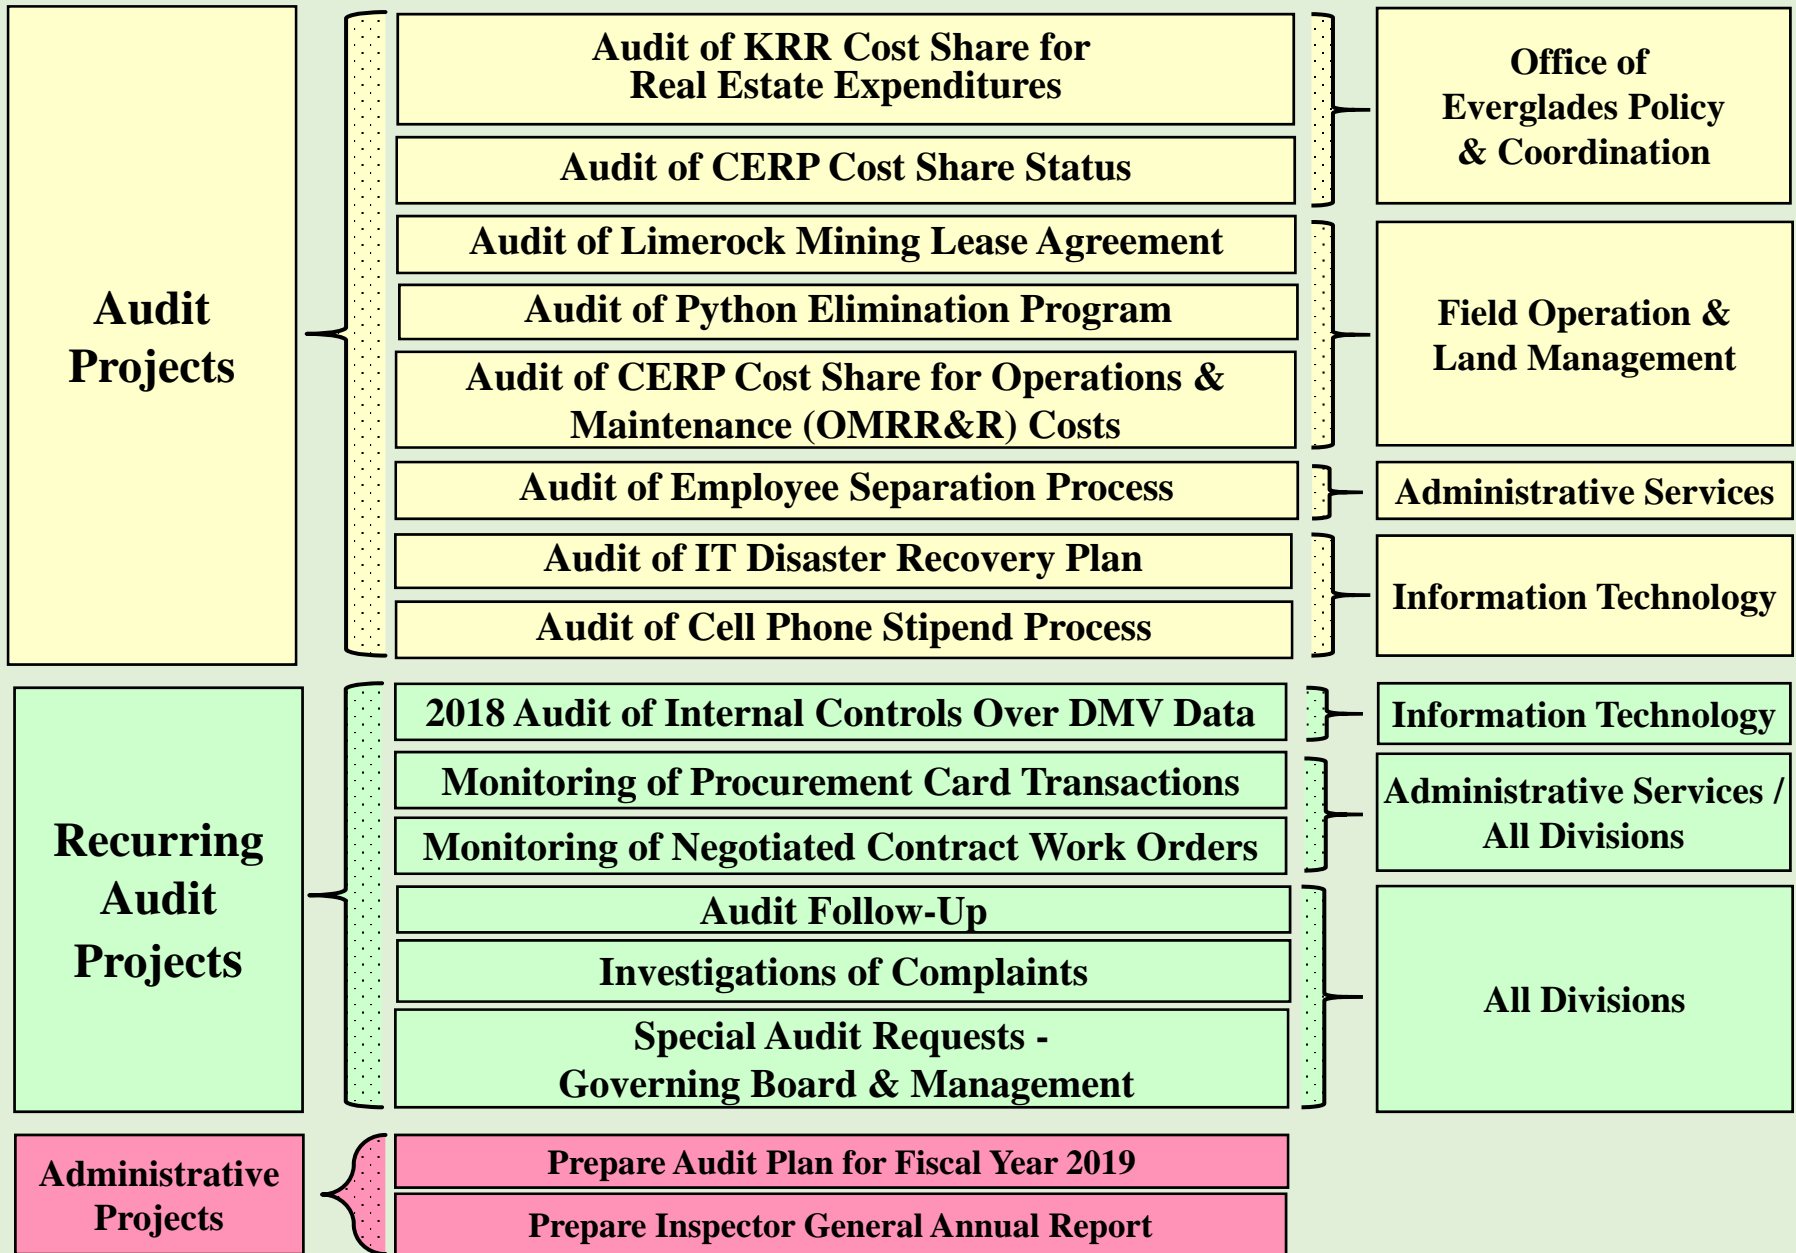 Audit
Projects
Audit of KRR Cost Share for
Real Estate Expenditures
Audit of CERP Cost Share Status
Office of
Everglades Policy
& Coordination
Audit of Limerock Mining Lease Agreement
Audit of Python Elimination Program
Audit of CERP Cost Share for Operations &
Maintenance (OMRR&R) Costs
Field Operation &
Land Management
Audit of Employee Separation Process
Administrative Services
Audit of IT Disaster Recovery Plan
Audit of Cell Phone Stipend Process
Information Technology
Recurring
Audit
Projects
2018 Audit of Internal Controls Over DMV Data
Information Technology
Monitoring of Procurement Card Transactions
Monitoring of Negotiated Contract Work Orders
Administrative Services /
All Divisions
Audit Follow-Up
Investigations of Complaints
Special Audit Requests -
Governing Board & Management
All Divisions
Administrative
Projects
Prepare Audit Plan for Fiscal Year 2019
Prepare Inspector General Annual Report